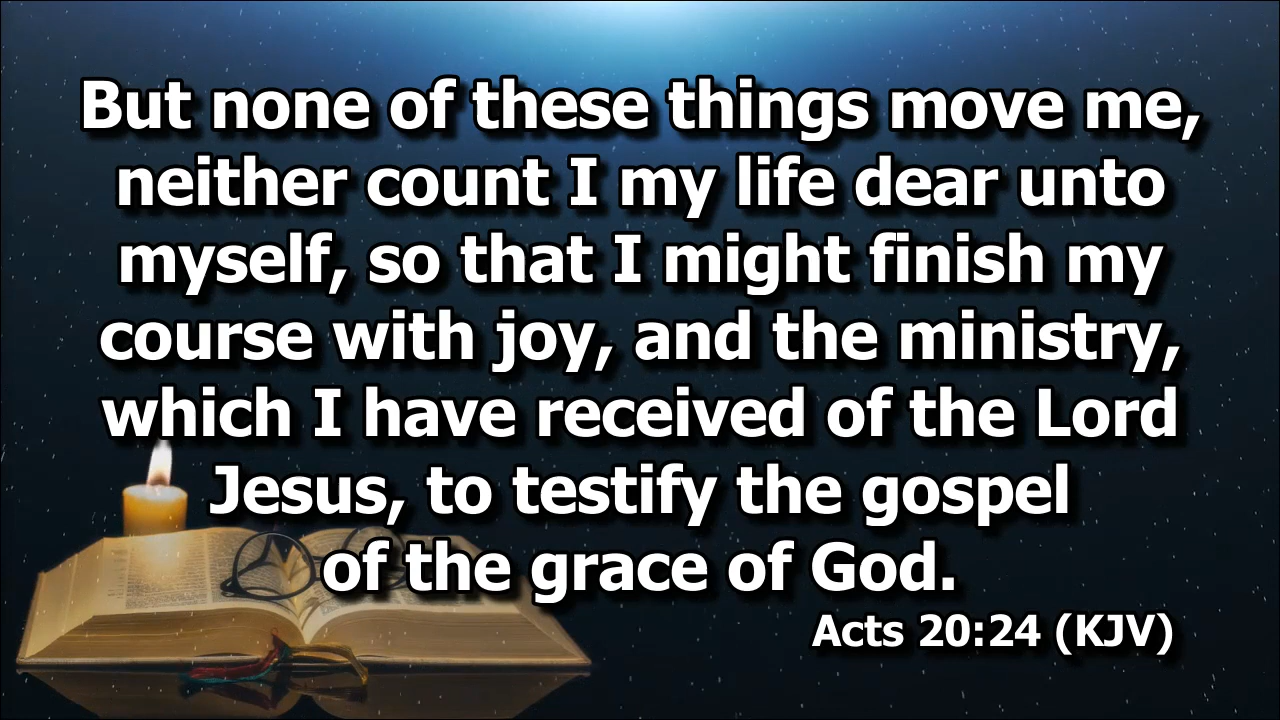 But none of these things move me,
neither count I my life dear unto
myself, so that I might finish my
course with joy, and the ministry,
which I have received of the Lord
Jesus, to testify the gospel
of the grace of God.
Acts 20:24 (KJV)